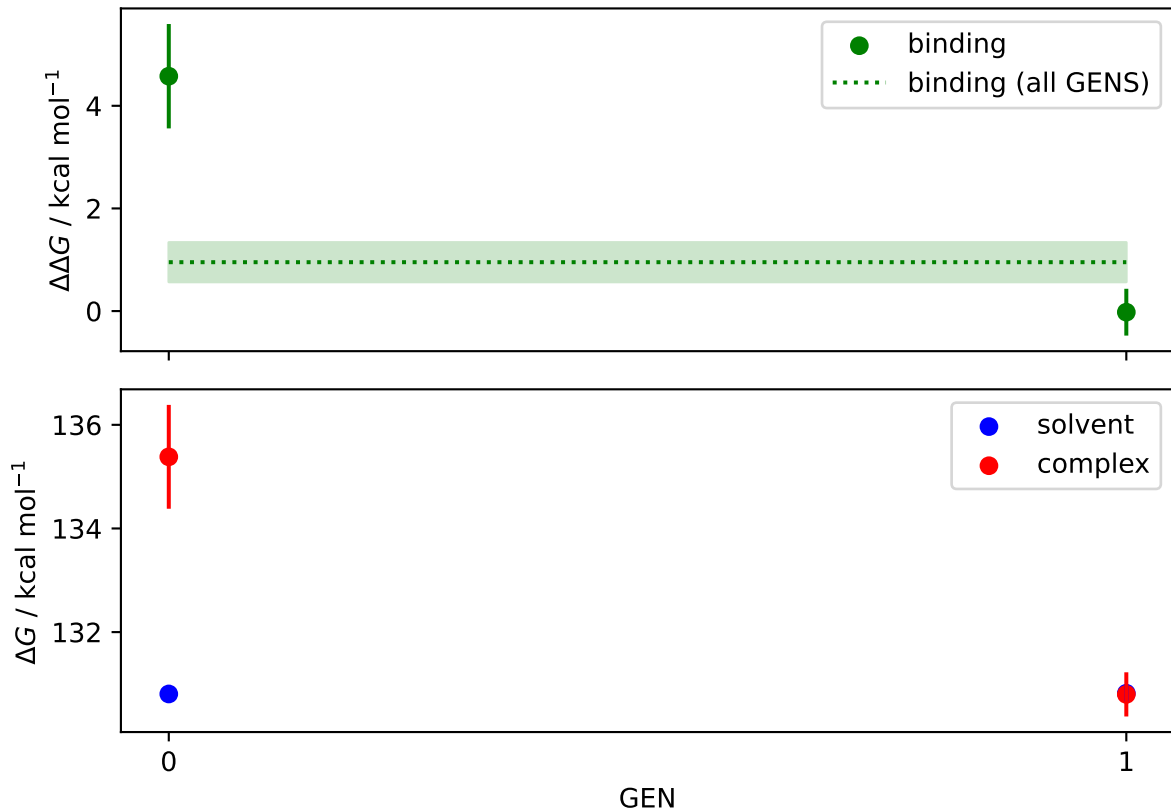 binding
binding (all GENS)
4
2
0
ΔΔG / kcal mol⁻¹
solvent
complex
136
134
132
ΔG / kcal mol⁻¹
0
1
GEN